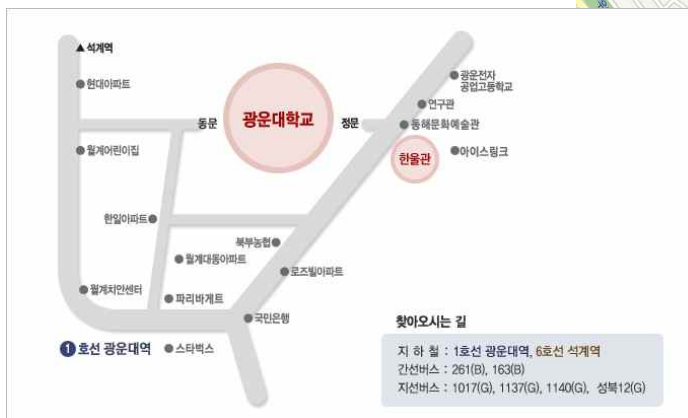 ▲석계역
현대아파트
광운전자
공업고등학교
연구관
동문
광운대학교
정문
동해문화예술관
월계어린이집
한울관
아이스링크
한일아파트
북부농협
월계대동아파트
로즈빌아파트
월계치안센터
파리바게트
국민은행
1 호선 광운대역
스타벅스
찾아오시는 길
지 하 철 : 1호선 광운대역, 6호선 석계역
간선버스 : 261(B), 163(B)
지선버스 : 1017(G), 1137(G), 1140(G), 성북12(G)